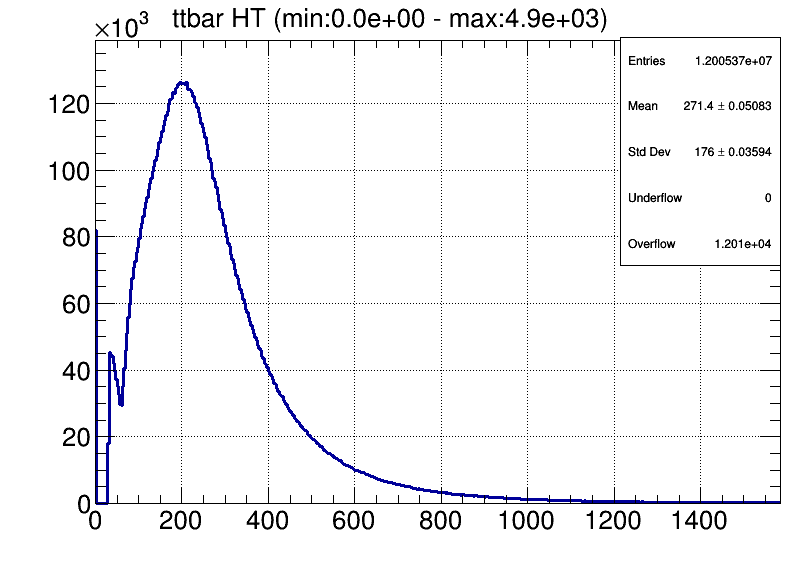 ×10³ ttbar HT (min:0.0e+00 - max:4.9e+03)
Entries 1.200537e+07
Mean 271.4 ± 0.05083
Std Dev 176 ± 0.03594
Underflow 0
Overflow 1.201e+04
120
100
80
60
40
20
0
0 200 400 600 800 1000 1200 1400